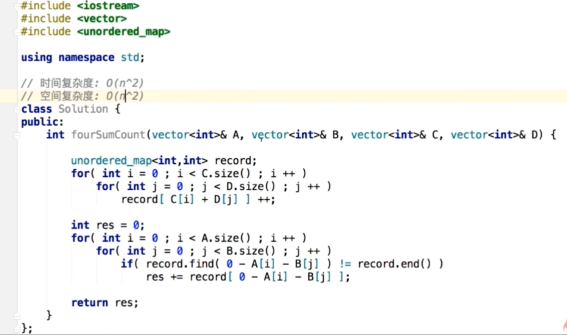 #include <iostream>
#include <vector>
#include <unordered_map>

using namespace std;

// 时间复杂度: O(n^2)
// 空间复杂度: O(n^2)
class Solution {
public:
    int fourSumCount(vector<int>& A, vector<int>& B, vector<int>& C, vector<int>& D) {

        unordered_map<int,int> record;
        for( int i = 0 ; i < C.size() ; i ++ )
            for( int j = 0 ; j < D.size() ; j ++ )
                record[ C[i] + D[j] ] ++;

        int res = 0;
        for( int i = 0 ; i < A.size() ; i ++ )
            for( int j = 0 ; j < B.size() ; j ++ )
                if( record.find( 0 - A[i] - B[j] ) != record.end() )
                    res += record[ 0 - A[i] - B[j] ];

        return res;
    }
};